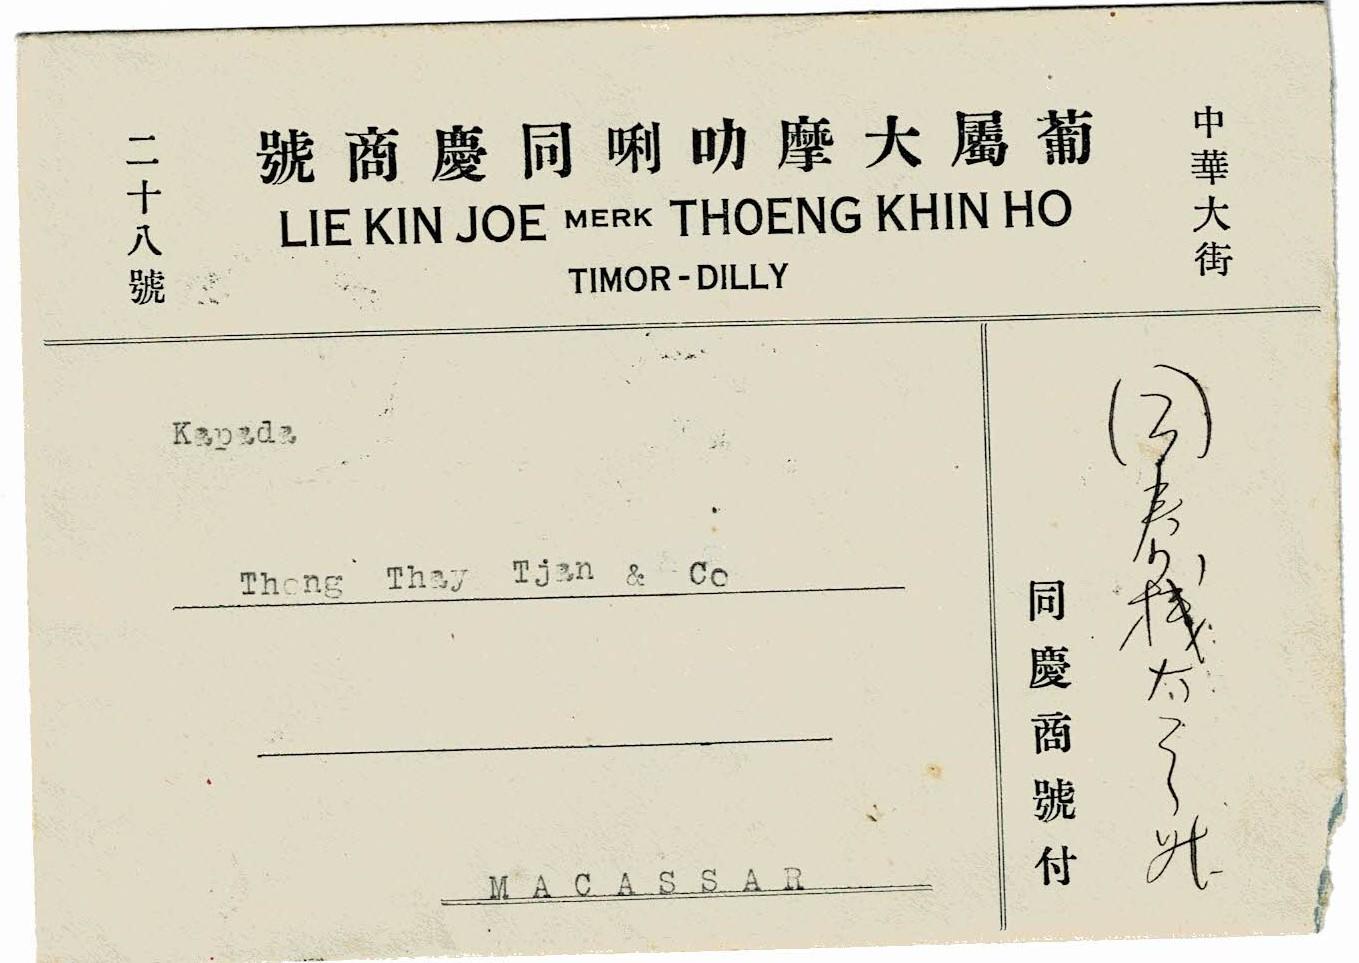 中華大街
葡屬大摩叻唎同慶商號
二十八號
LIE KIN JOE MERK THOENG KHIN HO
TIMOR-DILLY
Kapada
Thong Thay Tjan & Co
MACASSAR
同慶商號付